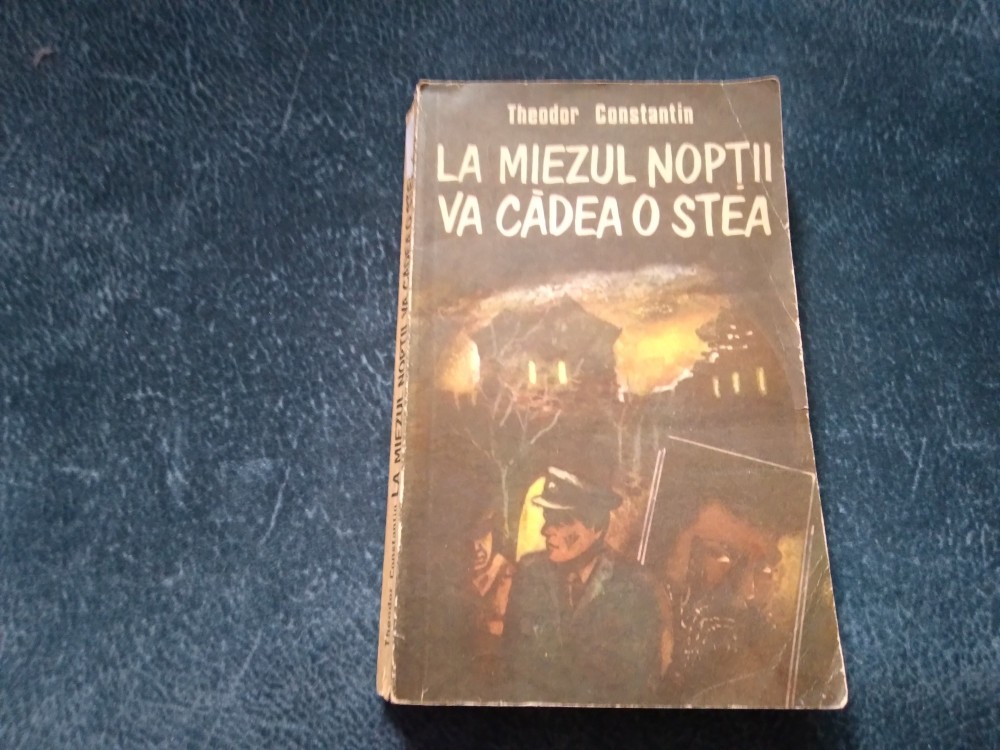 Theodor Constantin
LA MIEZUL NOPȚII
VA CĂDEA O STEA
Theodor Constantin LA MIEZUL NOPȚII VA CĂDEA O STEA